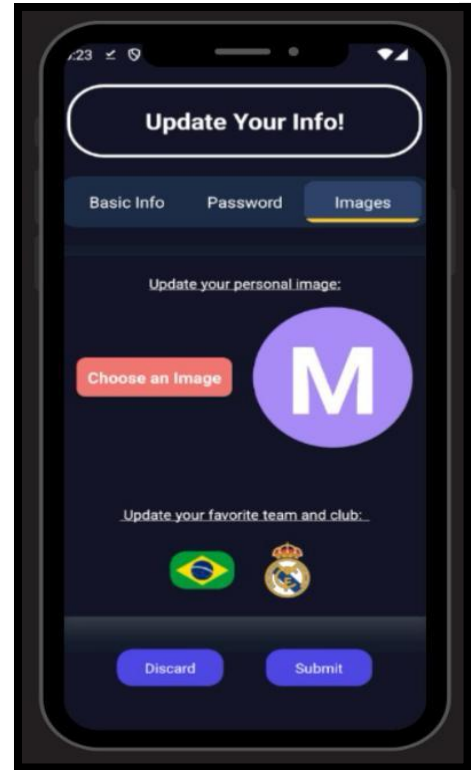 :23
Update Your Info!
Basic Info Password Images
Update your personal image:
Choose an Image
M
Update your favorite team and club:
Discard Submit